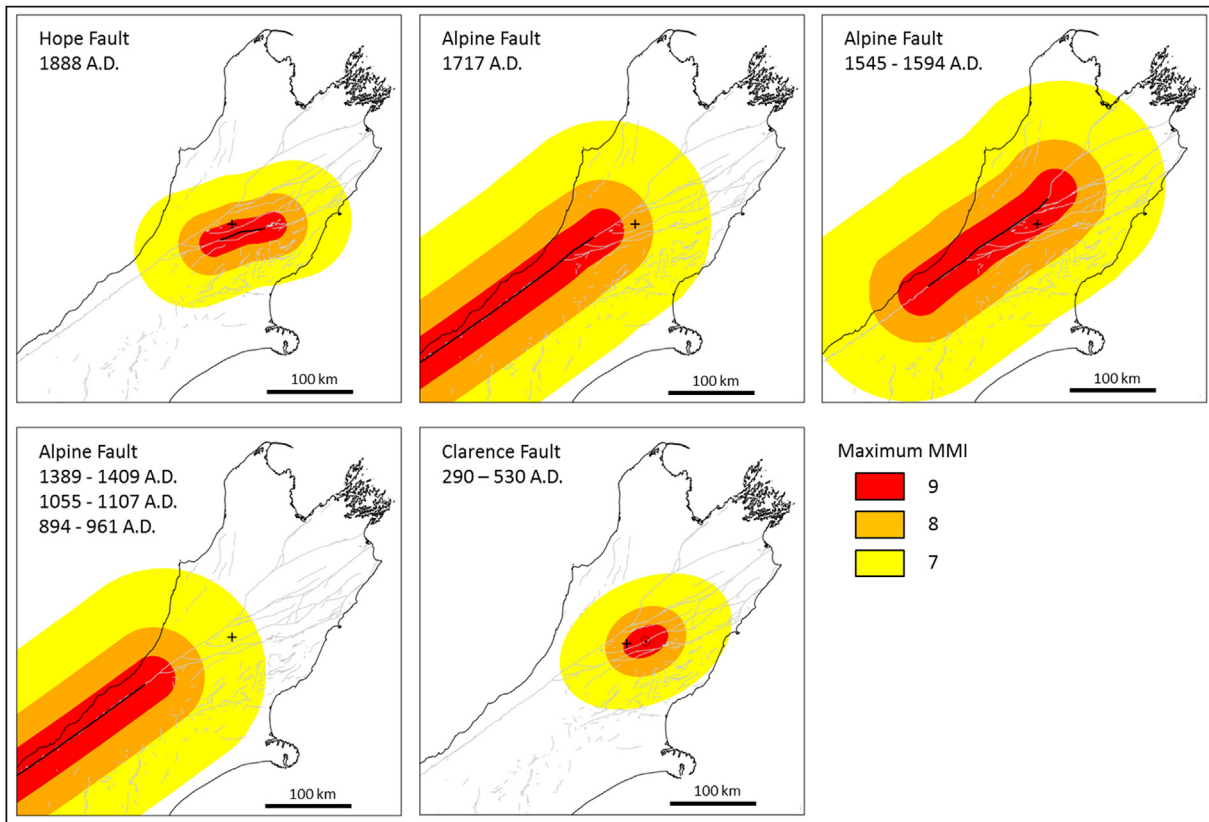 Hope Fault
1888 A.D.
100 km
Alpine Fault
1717 A.D.
100 km
Alpine Fault
1545 - 1594 A.D.
100 km
Alpine Fault
1389 - 1409 A.D.
1055 - 1107 A.D.
894 - 961 A.D.
100 km
Clarence Fault
290 – 530 A.D.
100 km
Maximum MMI
9
8
7